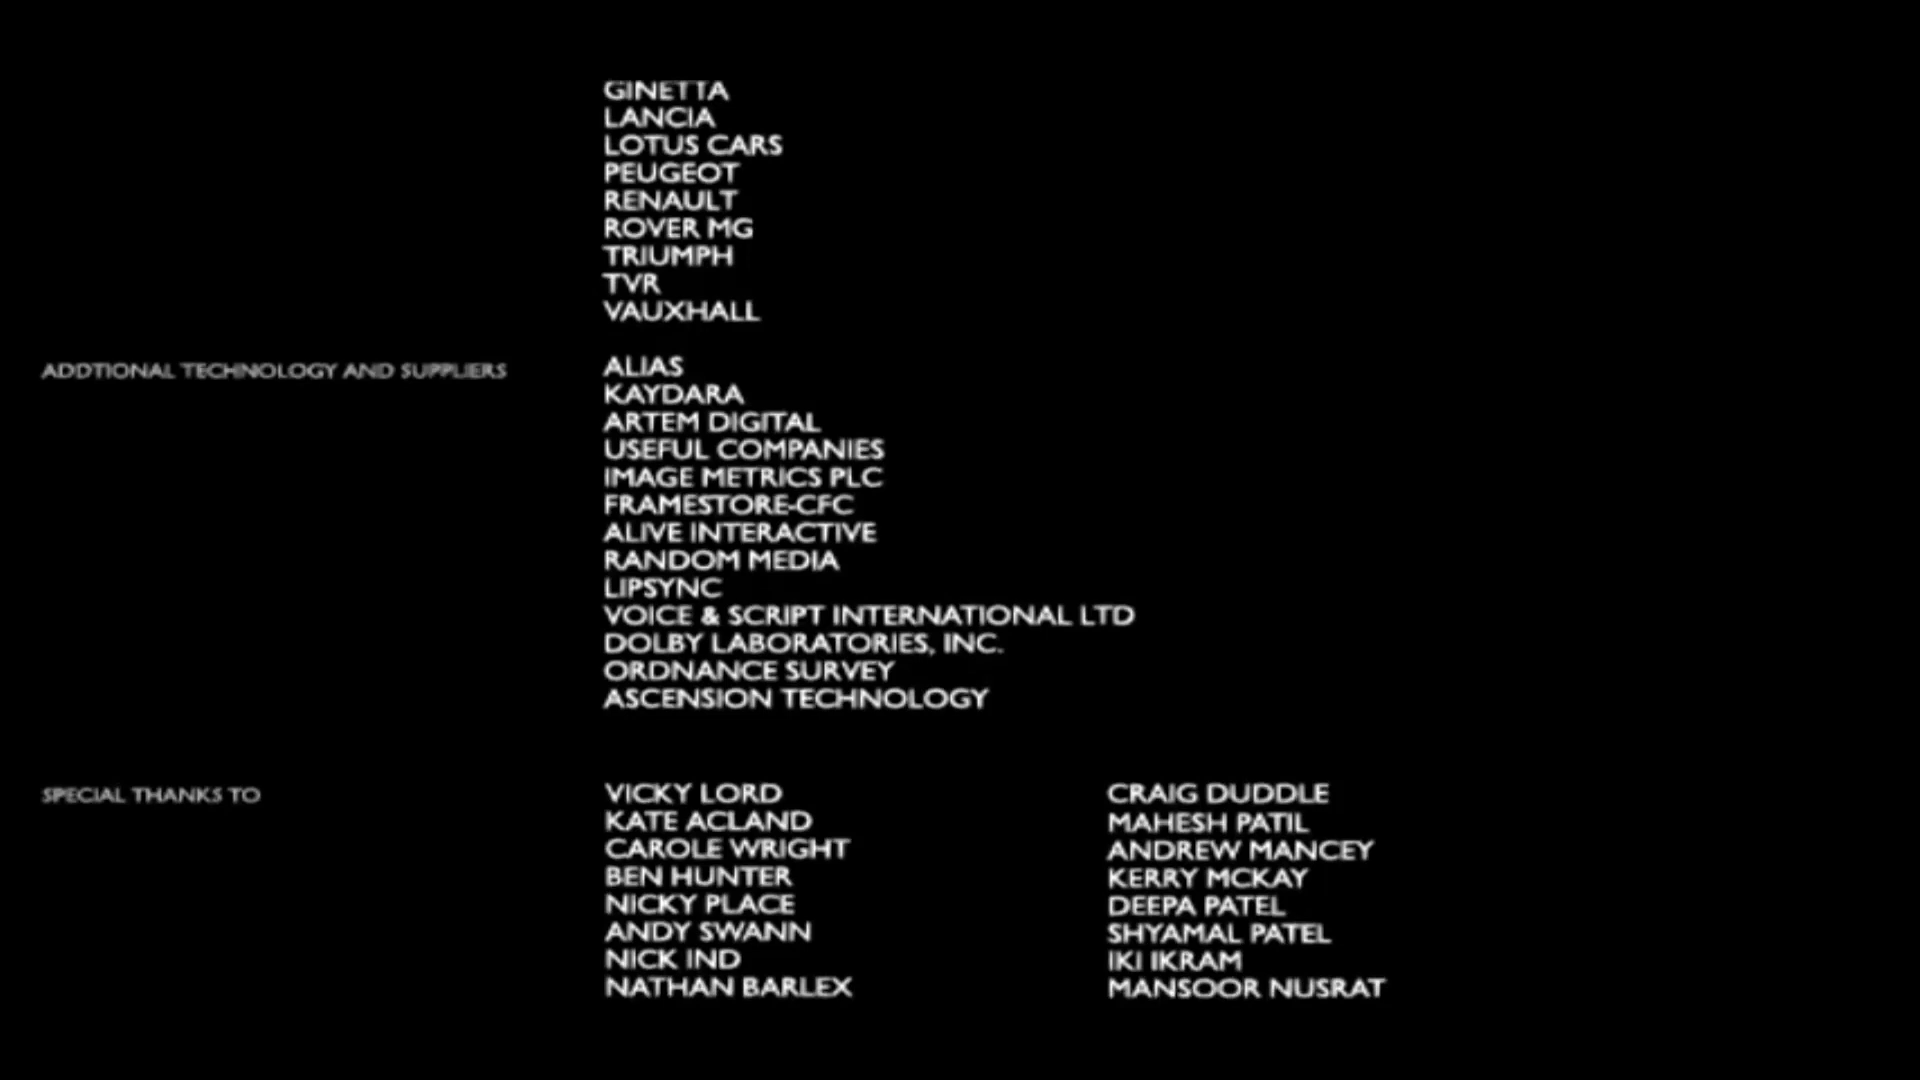 GINETTA
LANCIA
LOTUS CARS
PEUGEOT
RENAULT
ROVER MG
TRIUMPH
TVR
VAUXHALL
ADDTIONAL TECHNOLOGY AND SUPPLIERS
ALIAS
KAYDARA
ARTEM DIGITAL
USEFUL COMPANIES
IMAGE METRICS PLC
FRAMESTORE-CFC
ALIVE INTERACTIVE
RANDOM MEDIA
LIPSYNC
VOICE & SCRIPT INTERNATIONAL LTD
DOLBY LABORATORIES, INC.
ORDNANCE SURVEY
ASCENSION TECHNOLOGY
SPECIAL THANKS TO
VICKY LORD
KATE ACLAND
CAROLE WRIGHT
BEN HUNTER
NICKY PLACE
ANDY SWANN
NICK IND
NATHAN BARLEX
CRAIG DUDDLE
MAHESH PATIL
ANDREW MANCEY
KERRY MCKAY
DEEPA PATEL
SHYAMAL PATEL
IKI IKRAM
MANSOOR NUSRAT